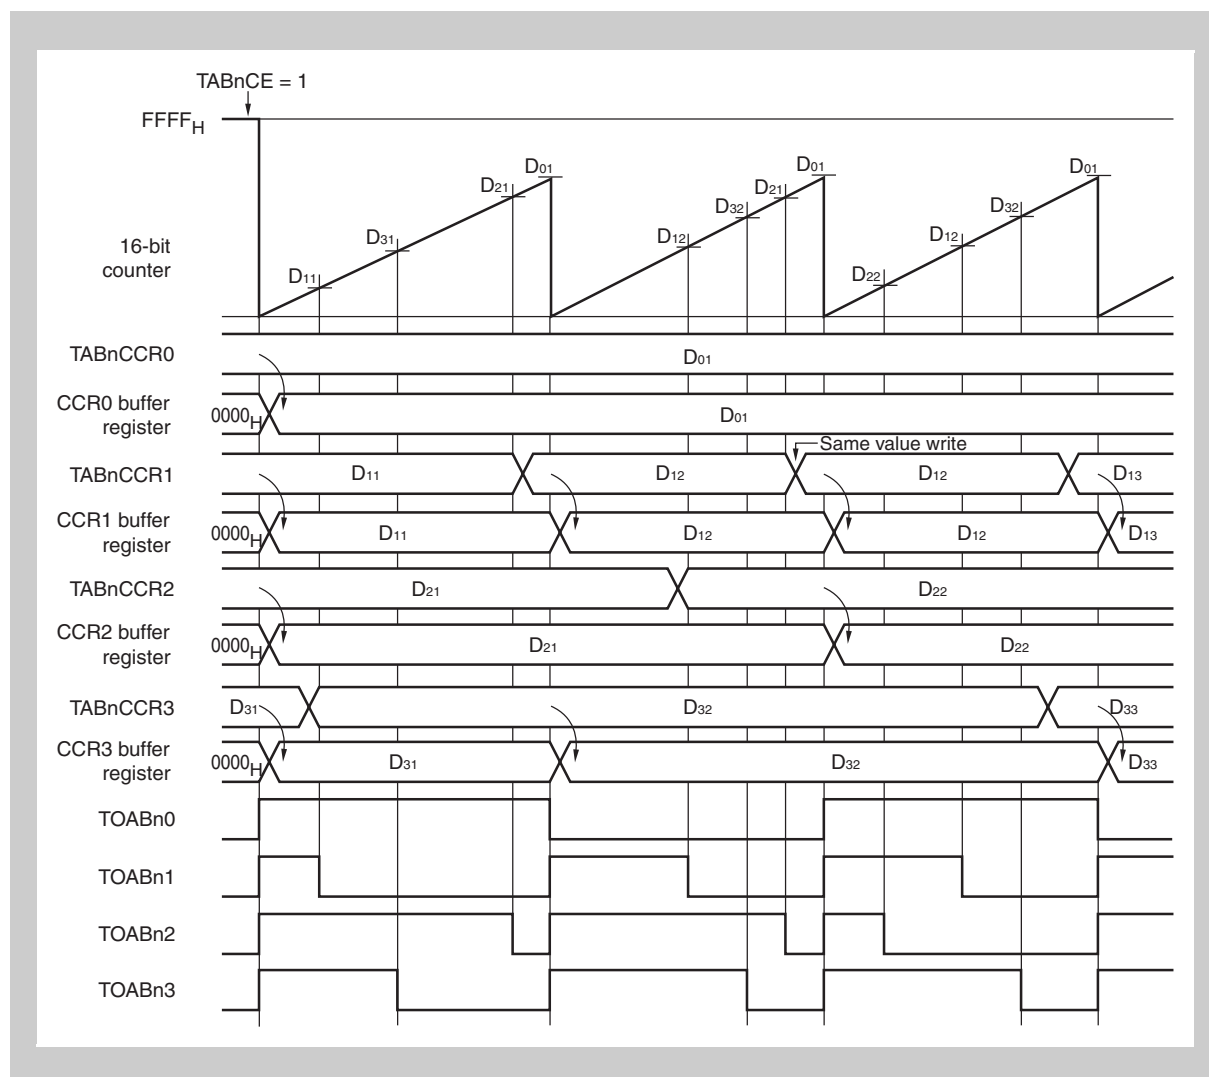 TABnCE = 1
FFFFH
D01 D01 D01
D21 D21
D32 D32
D31 D12 D12
16-bit
counter
D11 D22
TABnCCR0 D01
CCR0 buffer
register 0000H D01
Same value write
TABnCCR1 D11 D12 D12 D13
CCR1 buffer
register 0000H D11 D12 D12 D13
TABnCCR2 D21 D22
CCR2 buffer
register 0000H D21 D22
TABnCCR3 D31 D32 D33
CCR3 buffer
register 0000H D31 D32 D33
TOABn0
TOABn1
TOABn2
TOABn3